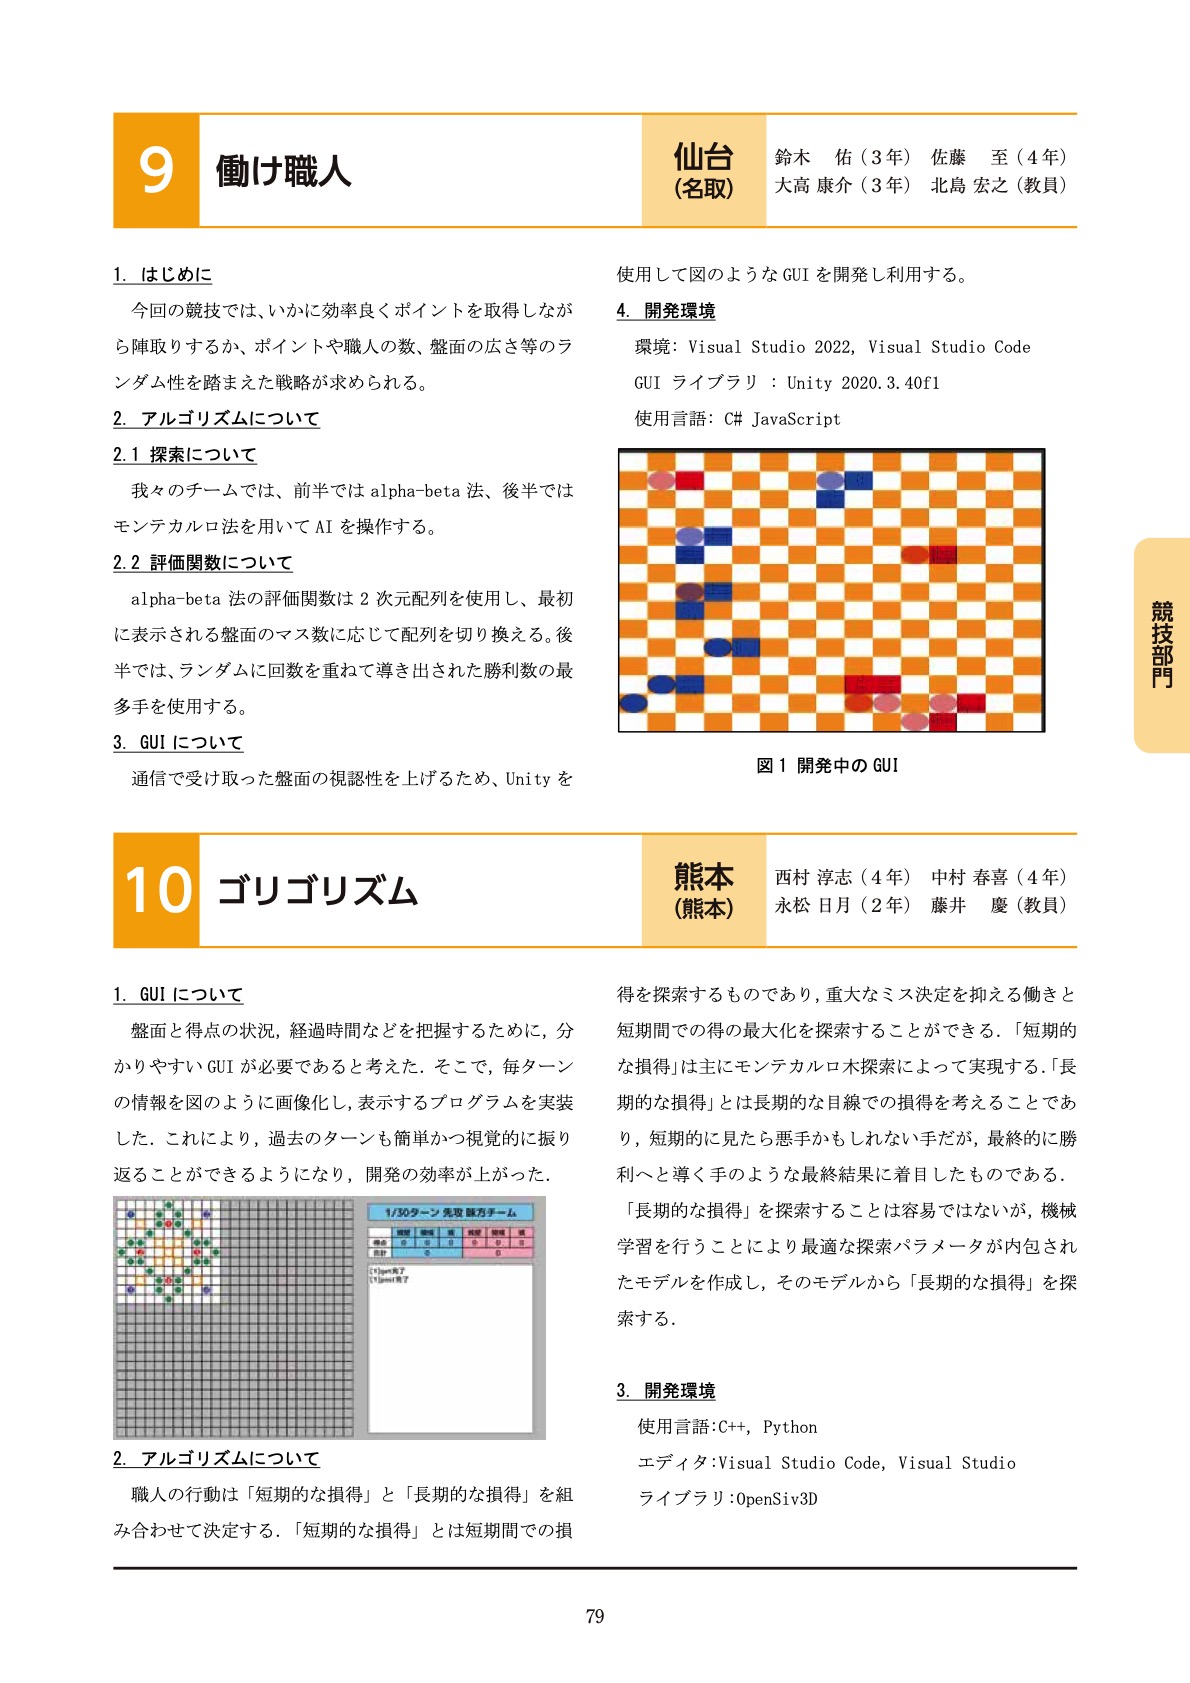 9
働け職人
仙台
(名取)
鈴木　佑（３年）　佐藤　至（４年）
大高 康介（３年）　北島 宏之（教員）
1. はじめに
今回の競技では、いかに効率良くポイントを取得しなが
ら陣取りするか、ポイントや職人の数、盤面の広さ等のラ
ンダム性を踏まえた戦略が求められる。
2. アルゴリズムについて
2.1 探索について
我々のチームでは、前半では alpha-beta 法、後半では
モンテカルロ法を用いて AI を操作する。
2.2 評価関数について
alpha-beta 法の評価関数は 2 次元配列を使用し、最初
に表示される盤面のマス数に応じて配列を切り換える。後
半では、ランダムに回数を重ねて導き出された勝利数の最
多手を使用する。
3. GUI について
通信で受け取った盤面の視認性を上げるため、Unity を
使用して図のような GUI を開発し利用する。
4. 開発環境
環境: Visual Studio 2022, Visual Studio Code
GUI ライブラリ : Unity 2020.3.40f1
使用言語: C# JavaScript
図 1 開発中の GUI
競技部門
10
ゴリゴリズム
熊本
(熊本)
西村 淳志（４年）　中村 春喜（４年）
永松 日月（２年）　藤井　慶（教員）
1. GUI について
盤面と得点の状況, 経過時間などを把握するために, 分
かりやすい GUI が必要であると考えた. そこで, 毎ターン
の情報を図のように画像化し, 表示するプログラムを実装
した. これにより, 過去のターンも簡単かつ視覚的に振り
返ることができるようになり, 開発の効率が上がった.
1/30ターン 先攻 味方チーム
2. アルゴリズムについて
職人の行動は「短期的な損得」と「長期的な損得」を組
み合わせて決定する. 「短期的な損得」とは短期間での損
得を探索するものであり, 重大なミス決定を抑える働きと
短期間での得の最大化を探索することができる. 「短期的
な損得」は主にモンテカルロ木探索によって実現する.「長
期的な損得」とは長期的な目線での損得を考えることであ
り, 短期的に見たら悪手かもしれない手だが, 最終的に勝
利へと導く手のような最終結果に着目したものである.
「長期的な損得」を探索することは容易ではないが, 機械
学習を行うことにより最適な探索パラメータが内包され
たモデルを作成し, そのモデルから「長期的な損得」を探
索する.
3. 開発環境
使用言語:C++, Python
エディタ:Visual Studio Code, Visual Studio
ライブラリ:OpenSiv3D
79